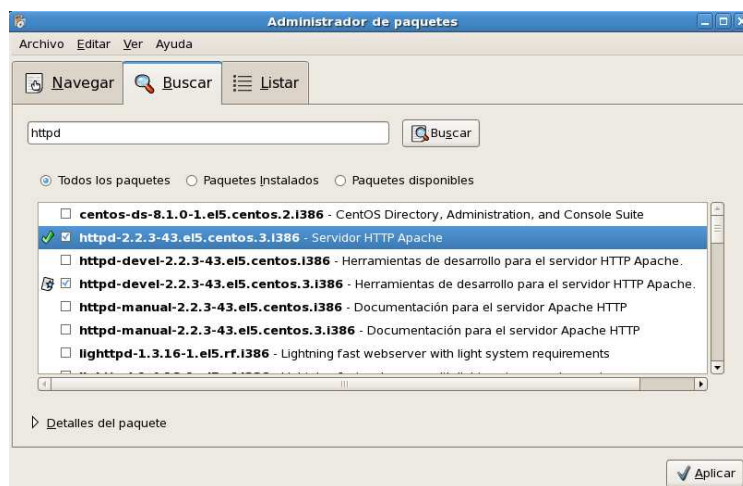 Administrador de paquetes
Archivo Editar Ver Ayuda
Navegar Buscar Listar
httpd Buscar
Todos los paquetes Paquetes Instalados Paquetes disponibles
centos-ds-8.1.0-1.el5.centos.2.i386 - CentOS Directory, Administration, and Console Suite
httpd-2.2.3-43.el5.centos.3.i386 - Servidor HTTP Apache
httpd-devel-2.2.3-43.el5.centos.i386 - Herramientas de desarrollo para el servidor HTTP Apache.
httpd-devel-2.2.3-43.el5.centos.3.i386 - Herramientas de desarrollo para el servidor HTTP Apache.
httpd-manual-2.2.3-43.el5.centos.i386 - Documentación para el servidor Apache HTTP
httpd-manual-2.2.3-43.el5.centos.3.i386 - Documentación para el servidor Apache HTTP
lighttpd-1.3.16-1.el5.rf.i386 - Lightning fast webserver with light system requirements
Detalles del paquete
Aplicar